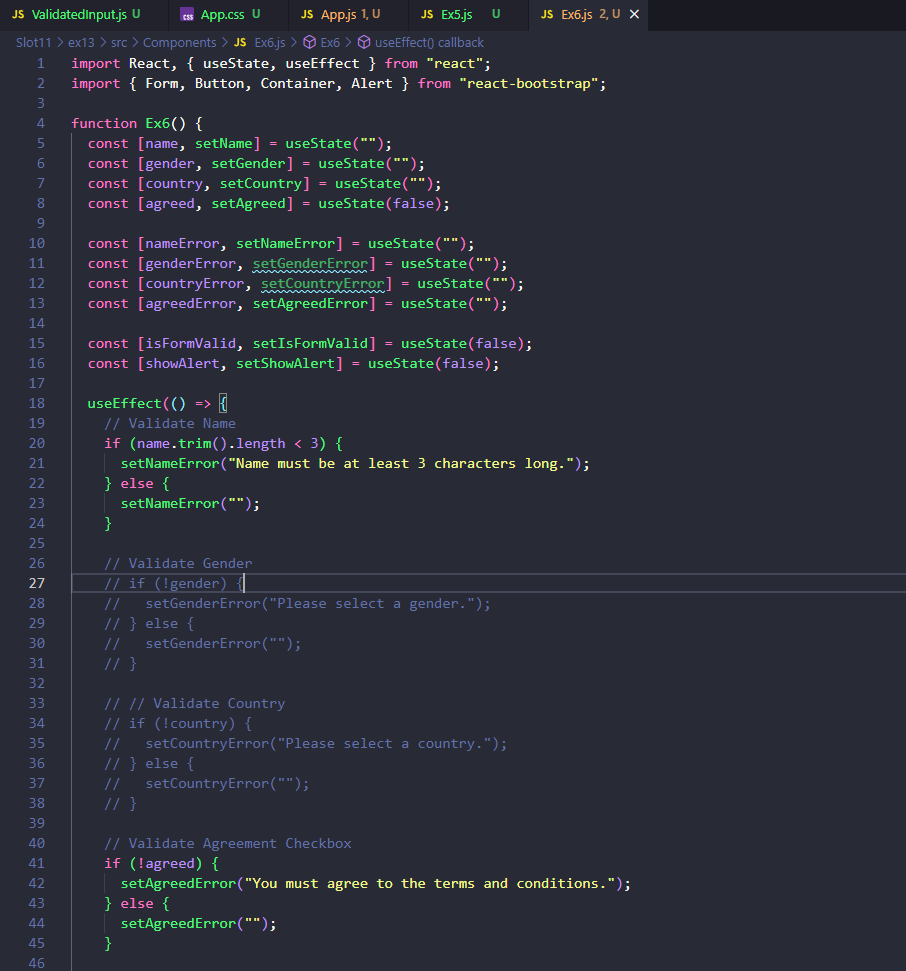 JS ValidatedInput.js U CSS App.css U JS App.js 1, U JS Ex5.js U JS Ex6.js 2, U ×
Slot11 > ex13 > src > Components > JS Ex6.js > Ex6 > useEffect() callback
1 import React, { useState, useEffect } from "react";
2 import { Form, Button, Container, Alert } from "react-bootstrap";
3
4 function Ex6() {
5   const [name, setName] = useState("");
6   const [gender, setGender] = useState("");
7   const [country, setCountry] = useState("");
8   const [agreed, setAgreed] = useState(false);
9
10   const [nameError, setNameError] = useState("");
11   const [genderError, setGenderError] = useState("");
12   const [countryError, setCountryError] = useState("");
13   const [agreedError, setAgreedError] = useState("");
14
15   const [isFormValid, setIsFormValid] = useState(false);
16   const [showAlert, setShowAlert] = useState(false);
17
18   useEffect(() => {
19     // Validate Name
20     if (name.trim().length < 3) {
21       setNameError("Name must be at least 3 characters long.");
22     } else {
23       setNameError("");
24     }
25
26     // Validate Gender
27     // if (!gender) {
28     //   setGenderError("Please select a gender.");
29     // } else {
30     //   setGenderError("");
31     // }
32
33     // // Validate Country
34     // if (!country) {
35     //   setCountryError("Please select a country.");
36     // } else {
37     //   setCountryError("");
38     // }
39
40     // Validate Agreement Checkbox
41     if (!agreed) {
42       setAgreedError("You must agree to the terms and conditions.");
43     } else {
44       setAgreedError("");
45     }
46